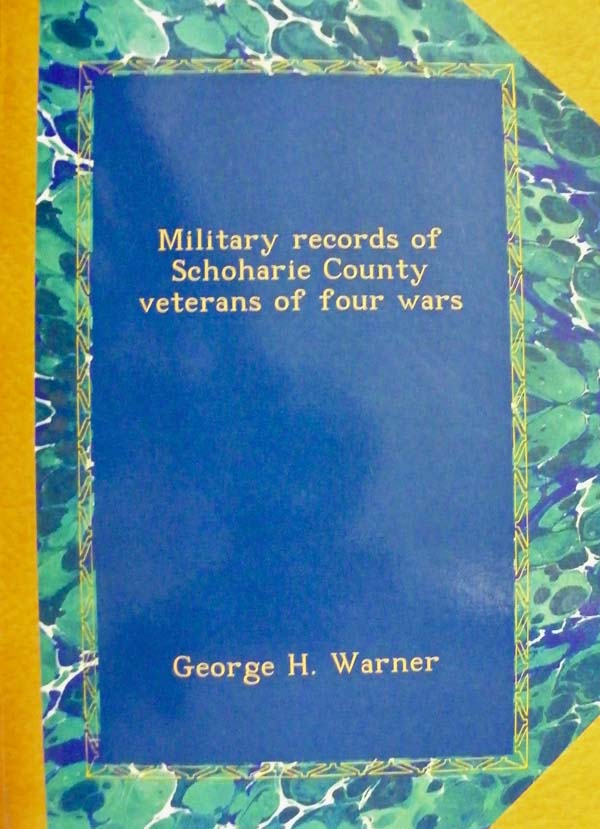 Military records of
Schoharie County
veterans of four wars
George H. Warner